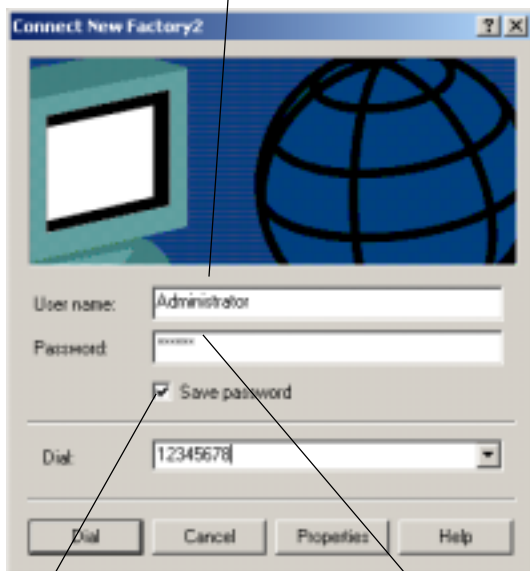 Connect New Factory2
User name: Administrator
Password:
Save password
Dial: 12345678
Dial Cancel Properties Help